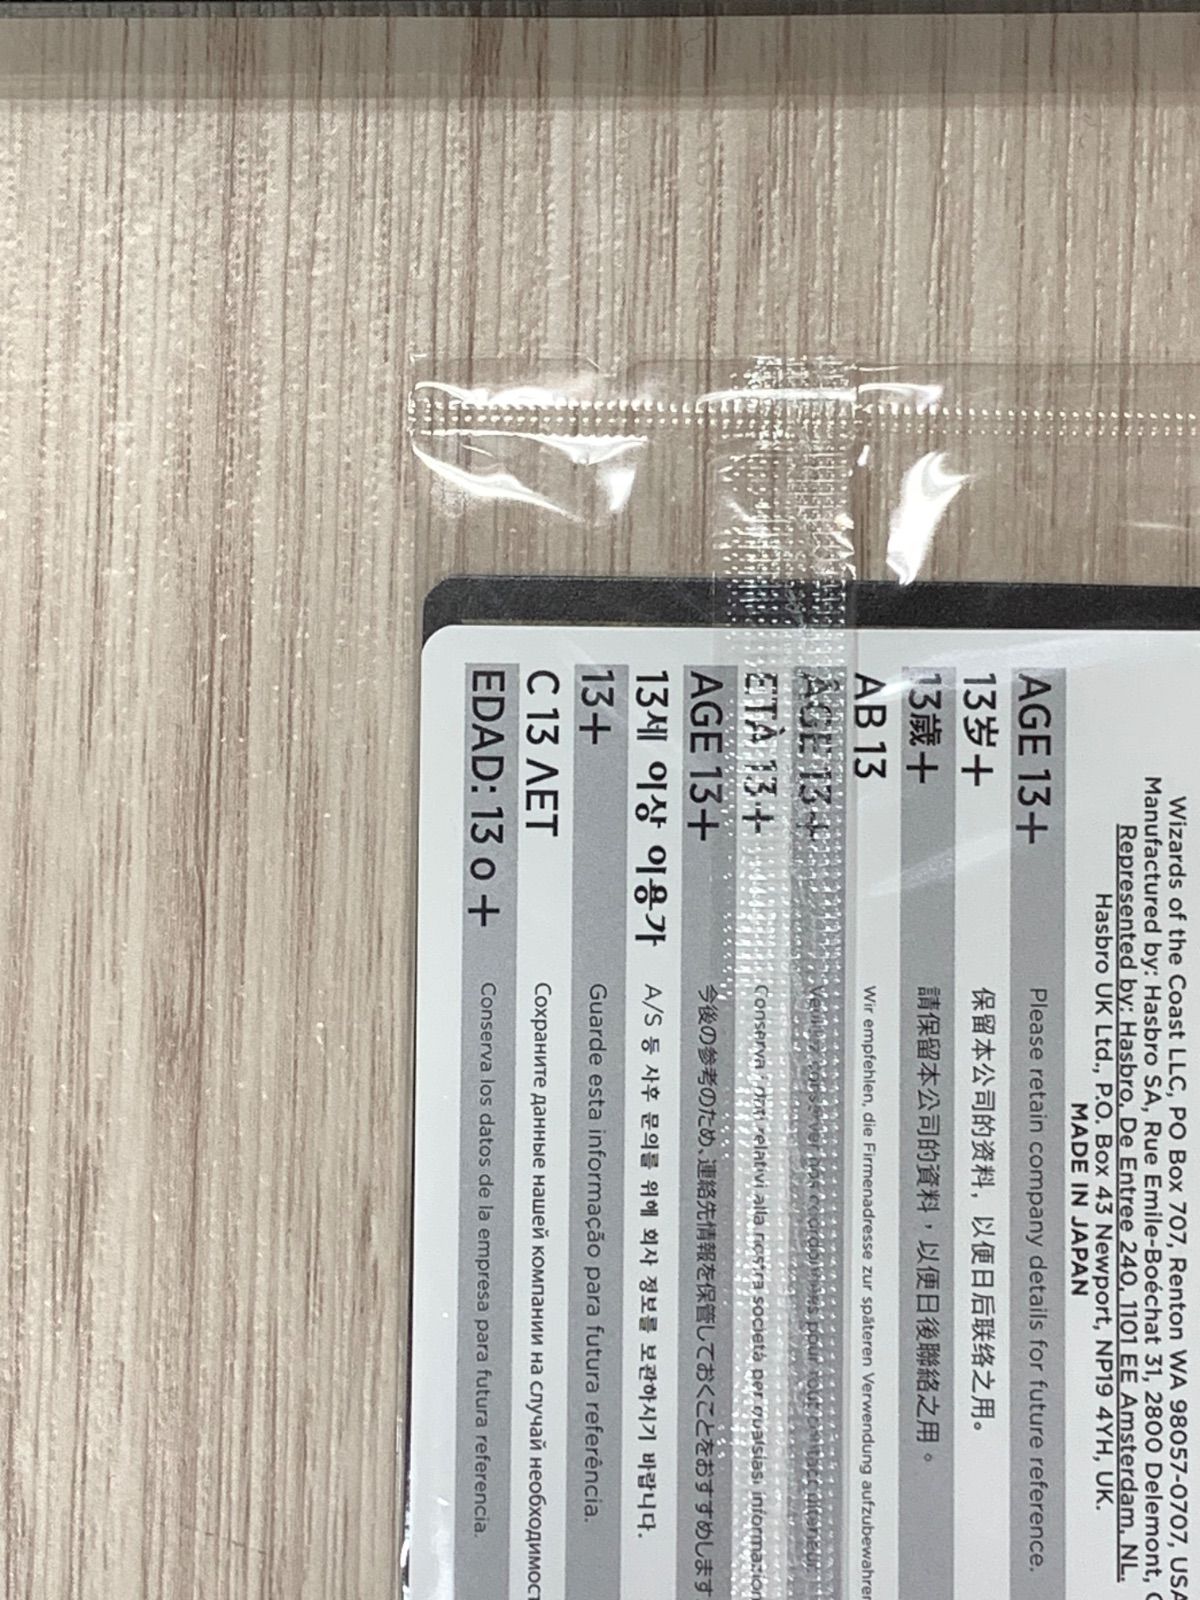 Wizards of the Coast LLC, PO Box 707, Renton WA 98057-0707, USA
Manufactured by: Hasbro SA, Rue Emile-Boéchat 31, 2800 Delemont,
Represented by: Hasbro, De Entree 240, 1101 EE Amsterdam. NL.
Hasbro UK Ltd., P.O. Box 43 Newport, NP19 4YH, UK.
MADE IN JAPAN
AGE 13+ Please retain company details for future reference.
13岁+ 保留本公司的资料，以便日后联络之用。
13歲+ 請保留本公司的資料，以便日後聯絡之用。
AB 13 Wir empfehlen, die Firmenadresse zur späteren Verwendung aufzubewahren
AGE 13+ Veuillez conserver nos coordonnées pour tout
ETÀ 13+ Conserva i dati relativi alla nostra società per qualsiasi
AGE 13+ 今後の参考のため、連絡先情報を保管しておくことをおすすめします
13세 이상 이용가 A/S 등 사후 문의를 위해 회사 정보를 보관하시기 바랍니다.
13+ Guarde esta informação para futura referência.
С 13 ЛЕТ Сохраните данные нашей компании на случай
EDAD: 13 o + Conserva los datos de la empresa para futura referencia.